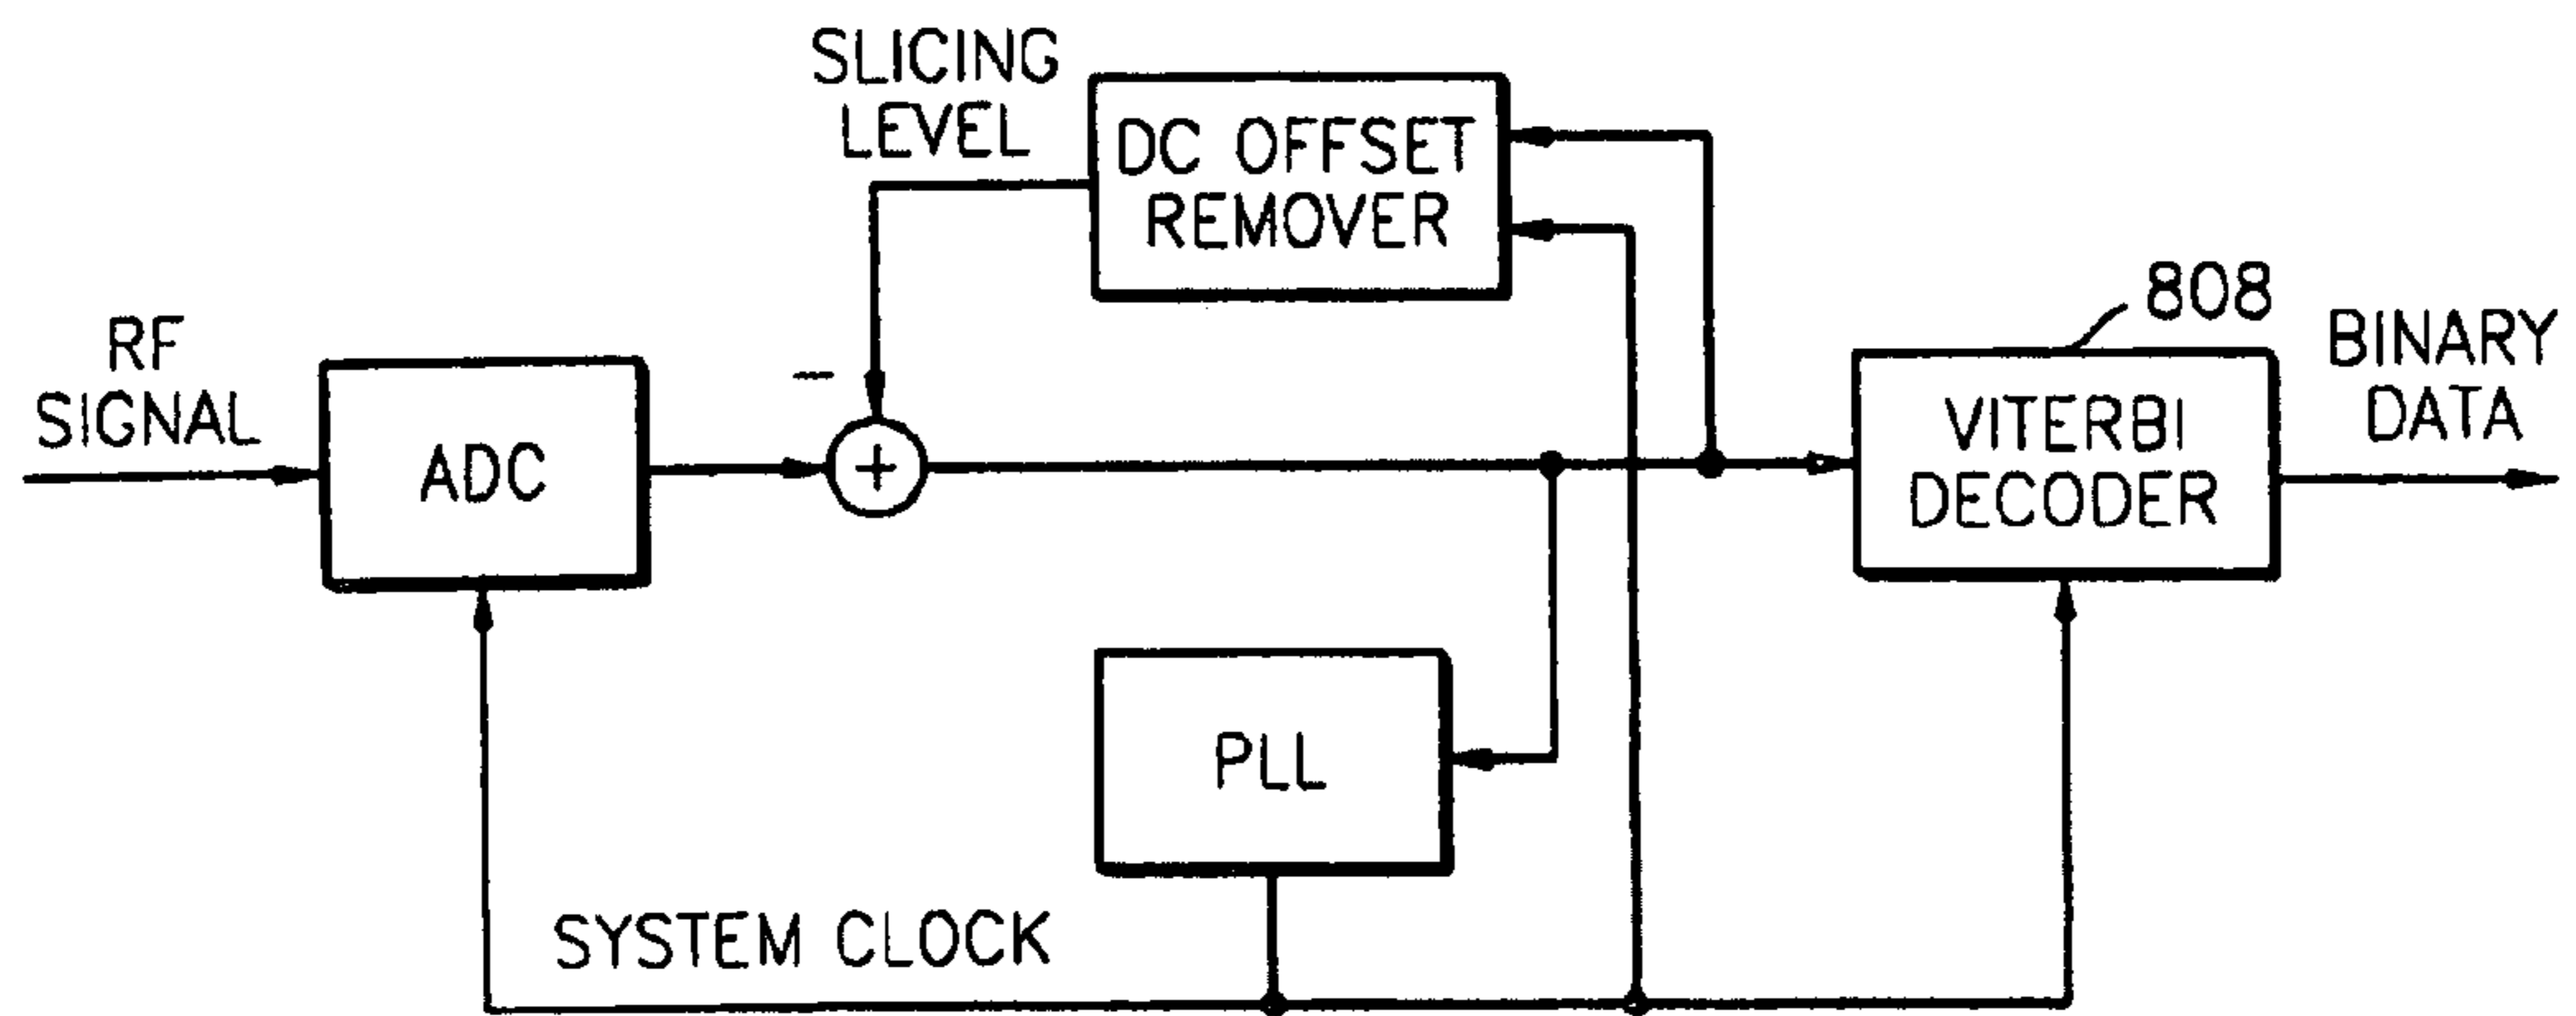 SLICING
LEVEL
DC OFFSET
REMOVER
808
RF
SIGNAL
BINARY
DATA
ADC
−
+
VITERBI
DECODER
PLL
SYSTEM CLOCK